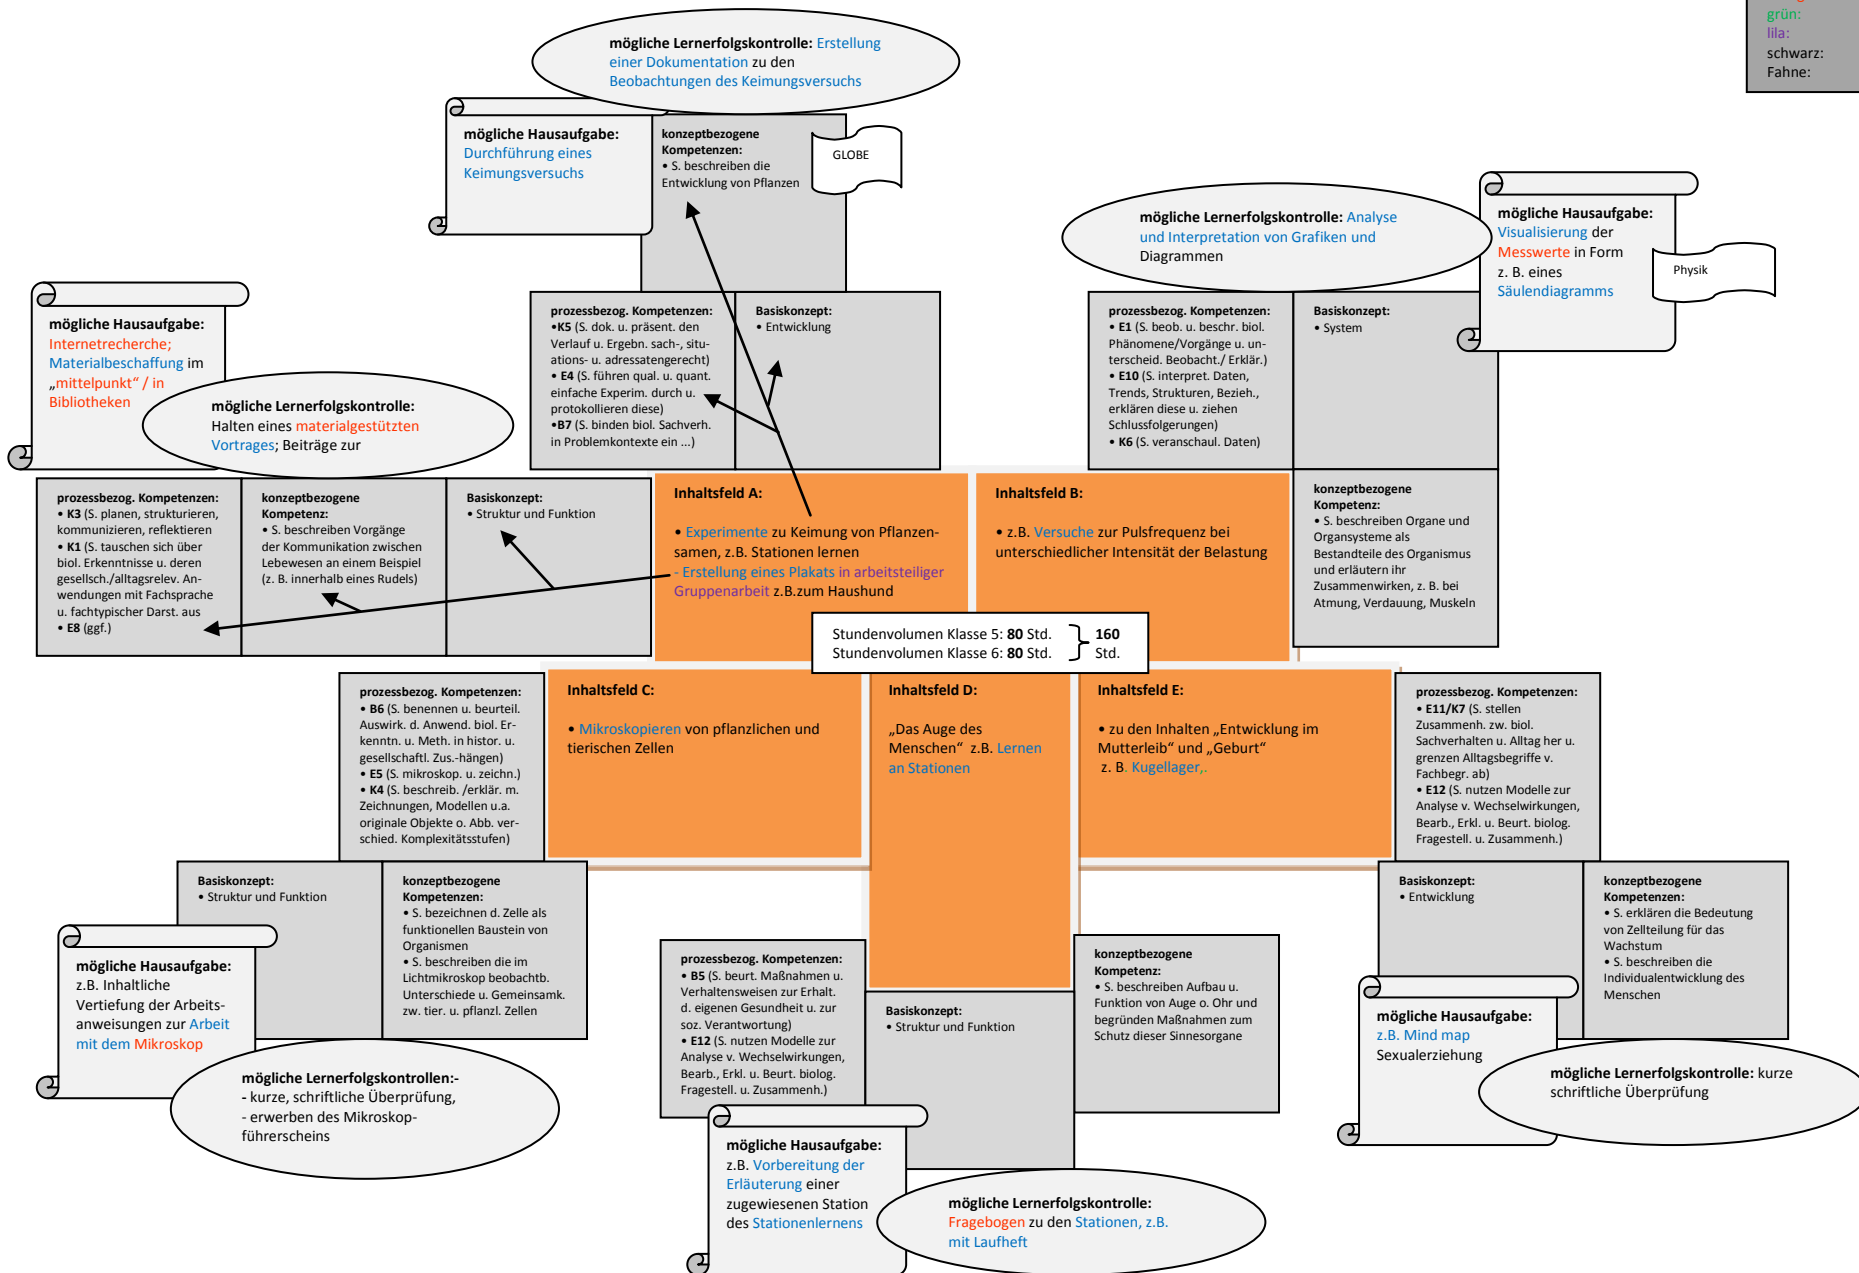 grün:
lila:
schwarz:
Fahne:
mögliche Lernerfolgskontrolle: Erstellung
einer Dokumentation zu den
Beobachtungen des Keimungsversuchs
mögliche Hausaufgabe:
Durchführung eines
Keimungsversuchs
konzeptbezogene
Kompetenzen:
• S. beschreiben die
Entwicklung von Pflanzen
GLOBE
mögliche Lernerfolgskontrolle: Analyse
und Interpretation von Grafiken und
Diagrammen
mögliche Hausaufgabe:
Visualisierung der
Messwerte in Form
z. B. eines
Säulendiagramms
Physik
mögliche Hausaufgabe:
Internetrecherche;
Materialbeschaffung im
„mittelpunkt“ / in
Bibliotheken
mögliche Lernerfolgskontrolle:
Halten eines materialgestützten
Vortrages; Beiträge zur
prozessbezog. Kompetenzen:
•K5 (S. dok. u. präsent. den
Verlauf u. Ergebn. sach-, situ-
ations- u. adressatengerecht)
• E4 (S. führen qual. u. quant.
einfache Experim. durch u.
protokollieren diese)
•B7 (S. binden biol. Sachverh.
in Problemkontexte ein ...)
Basiskonzept:
• Entwicklung
prozessbezog. Kompetenzen:
• E1 (S. beob. u. beschr. biol.
Phänomene/Vorgänge u. un-
terscheid. Beobacht./ Erklär.)
• E10 (S. interpret. Daten,
Trends, Strukturen, Bezieh.,
erklären diese u. ziehen
Schlussfolgerungen)
• K6 (S. veranschaul. Daten)
Basiskonzept:
• System
prozessbezog. Kompetenzen:
• K3 (S. planen, strukturieren,
kommunizieren, reflektieren
• K1 (S. tauschen sich über
biol. Erkenntnisse u. deren
gesellsch./alltagsrelev. An-
wendungen mit Fachsprache
u. fachtypischer Darst. aus
• E8 (ggf.)
konzeptbezogene
Kompetenz:
• S. beschreiben Vorgänge
der Kommunikation zwischen
Lebewesen an einem Beispiel
(z. B. innerhalb eines Rudels)
Basiskonzept:
• Struktur und Funktion
Inhaltsfeld A:
• Experimente zu Keimung von Pflanzen-
samen, z.B. Stationen lernen
- Erstellung eines Plakats in arbeitsteiliger
Gruppenarbeit z.B.zum Haushund
Inhaltsfeld B:
• z.B. Versuche zur Pulsfrequenz bei
unterschiedlicher Intensität der Belastung
konzeptbezogene
Kompetenz:
• S. beschreiben Organe und
Organsysteme als
Bestandteile des Organismus
und erläutern ihr
Zusammenwirken, z. B. bei
Atmung, Verdauung, Muskeln
Stundenvolumen Klasse 5: 80 Std.
Stundenvolumen Klasse 6: 80 Std.
160
Std.
prozessbezog. Kompetenzen:
• B6 (S. benennen u. beurteil.
Auswirk. d. Anwend. biol. Er-
kenntn. u. Meth. in histor. u.
gesellschaftl. Zus.-hängen)
• E5 (S. mikroskop. u. zeichn.)
• K4 (S. beschreib. /erklär. m.
Zeichnungen, Modellen u.a.
originale Objekte o. Abb. ver-
schied. Komplexitätsstufen)
Inhaltsfeld C:
• Mikroskopieren von pflanzlichen und
tierischen Zellen
Inhaltsfeld D:
„Das Auge des
Menschen“ z.B. Lernen
an Stationen
Inhaltsfeld E:
• zu den Inhalten „Entwicklung im
Mutterleib“ und „Geburt“
z. B. Kugellager,.
prozessbezog. Kompetenzen:
• E11/K7 (S. stellen
Zusammenh. zw. biol.
Sachverhalten u. Alltag her u.
grenzen Alltagsbegriffe v.
Fachbegr. ab)
• E12 (S. nutzen Modelle zur
Analyse v. Wechselwirkungen,
Bearb., Erkl. u. Beurt. biolog.
Fragestell. u. Zusammenh.)
Basiskonzept:
• Struktur und Funktion
konzeptbezogene
Kompetenzen:
• S. bezeichnen d. Zelle als
funktionellen Baustein von
Organismen
• S. beschreiben die im
Lichtmikroskop beobachtb.
Unterschiede u. Gemeinsamk.
zw. tier. u. pflanzl. Zellen
mögliche Hausaufgabe:
z.B. Inhaltliche
Vertiefung der Arbeits-
anweisungen zur Arbeit
mit dem Mikroskop
mögliche Lernerfolgskontrollen:-
- kurze, schriftliche Überprüfung,
- erwerben des Mikroskop-
führerscheins
prozessbezog. Kompetenzen:
• B5 (S. beurt. Maßnahmen u.
Verhaltensweisen zur Erhalt.
d. eigenen Gesundheit u. zur
soz. Verantwortung)
• E12 (S. nutzen Modelle zur
Analyse v. Wechselwirkungen,
Bearb., Erkl. u. Beurt. biolog.
Fragestell. u. Zusammenh.)
Basiskonzept:
• Struktur und Funktion
konzeptbezogene
Kompetenz:
• S. beschreiben Aufbau u.
Funktion von Auge o. Ohr und
begründen Maßnahmen zum
Schutz dieser Sinnesorgane
mögliche Hausaufgabe:
z.B. Vorbereitung der
Erläuterung einer
zugewiesenen Station
des Stationenlernens
mögliche Lernerfolgskontrolle:
Fragebogen zu den Stationen, z.B.
mit Laufheft
Basiskonzept:
• Entwicklung
konzeptbezogene
Kompetenzen:
• S. erklären die Bedeutung
von Zellteilung für das
Wachstum
• S. beschreiben die
Individualentwicklung des
Menschen
mögliche Hausaufgabe:
z.B. Mind map
Sexualerziehung
mögliche Lernerfolgskontrolle: kurze
schriftliche Überprüfung